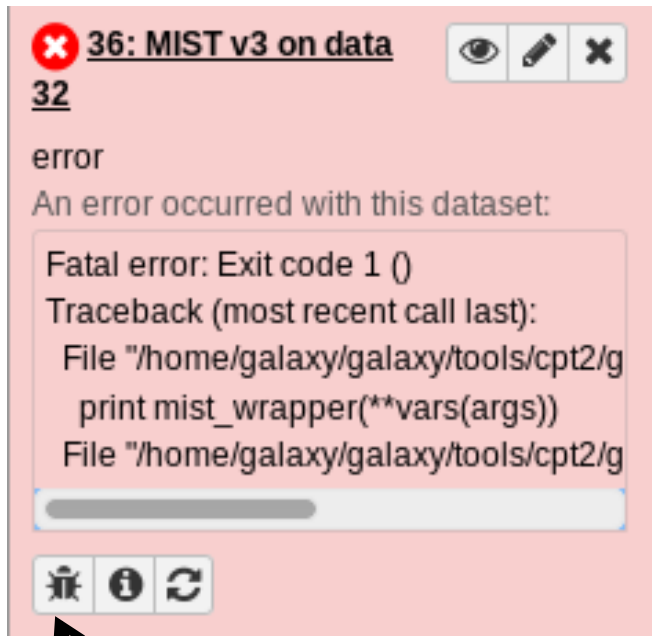 36: MIST v3 on data
32
error
An error occurred with this dataset:
Fatal error: Exit code 1 ()
Traceback (most recent call last):
File "/home/galaxy/galaxy/tools/cpt2/g
print mist_wrapper(**vars(args))
File "/home/galaxy/galaxy/tools/cpt2/g